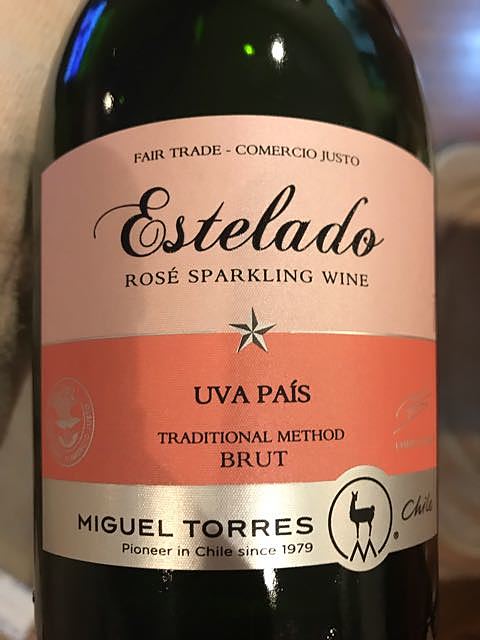 FAIR TRADE - COMERCIO JUSTO
Estelado
ROSÉ SPARKLING WINE
UVA PAÍS
TRADITIONAL METHOD
BRUT
MIGUEL TORRES
Pioneer in Chile since 1979
Chile
®